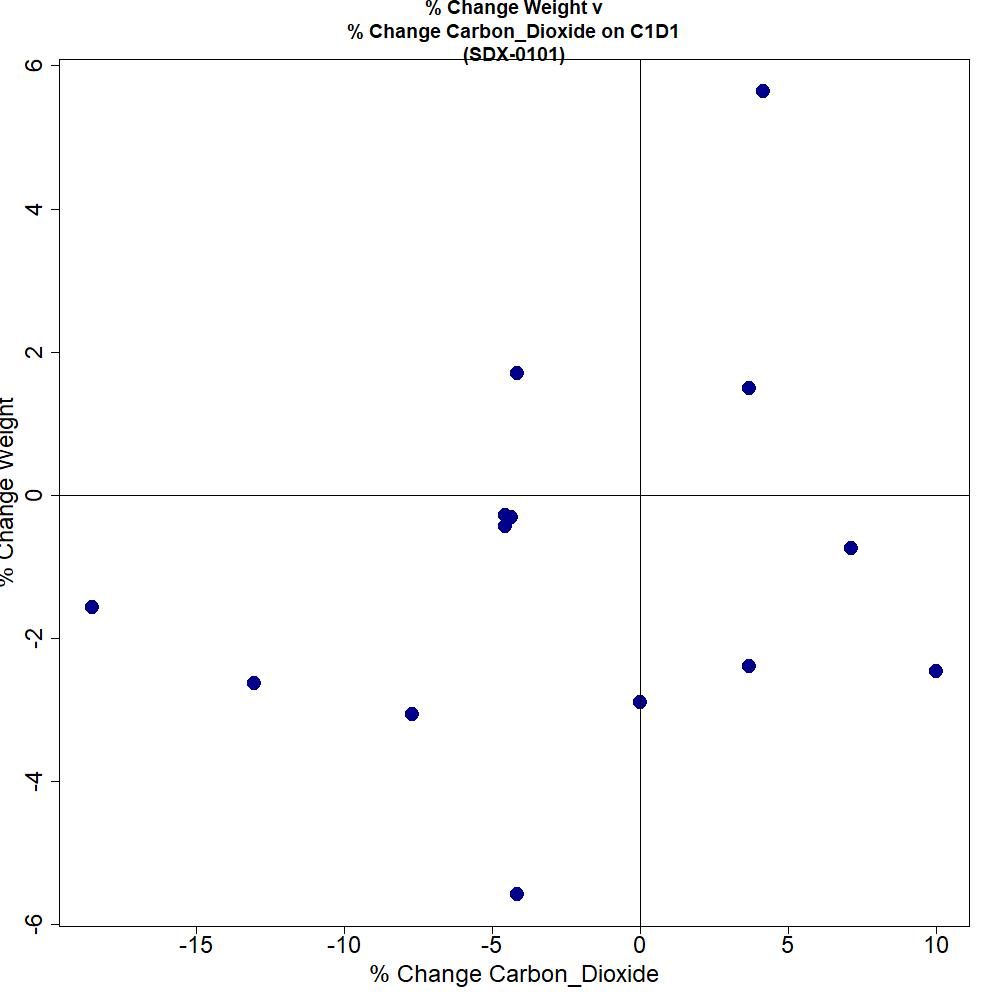 % Change Weight v
% Change Carbon_Dioxide on C1D1
(SDX-0101)
6
4
2
0
-2
-4
-6
% Change Weight
-15
-10
-5
0
5
10
% Change Carbon_Dioxide